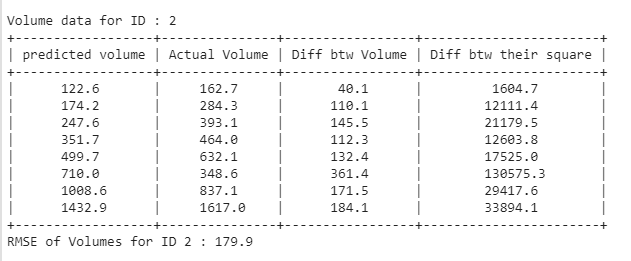 Volume data for ID : 2
+------------------+---------------+------------------+-----------------------+
| predicted volume | Actual Volume | Diff btw Volume | Diff btw their square |
+------------------+---------------+------------------+-----------------------+
| 122.6 | 162.7 | 40.1 | 1604.7 |
| 174.2 | 284.3 | 110.1 | 12111.4 |
| 247.6 | 393.1 | 145.5 | 21179.5 |
| 351.7 | 464.0 | 112.3 | 12603.8 |
| 499.7 | 632.1 | 132.4 | 17525.0 |
| 710.0 | 348.6 | 361.4 | 130575.3 |
| 1008.6 | 837.1 | 171.5 | 29417.6 |
| 1432.9 | 1617.0 | 184.1 | 33894.1 |
+------------------+---------------+------------------+-----------------------+
RMSE of Volumes for ID 2 : 179.9